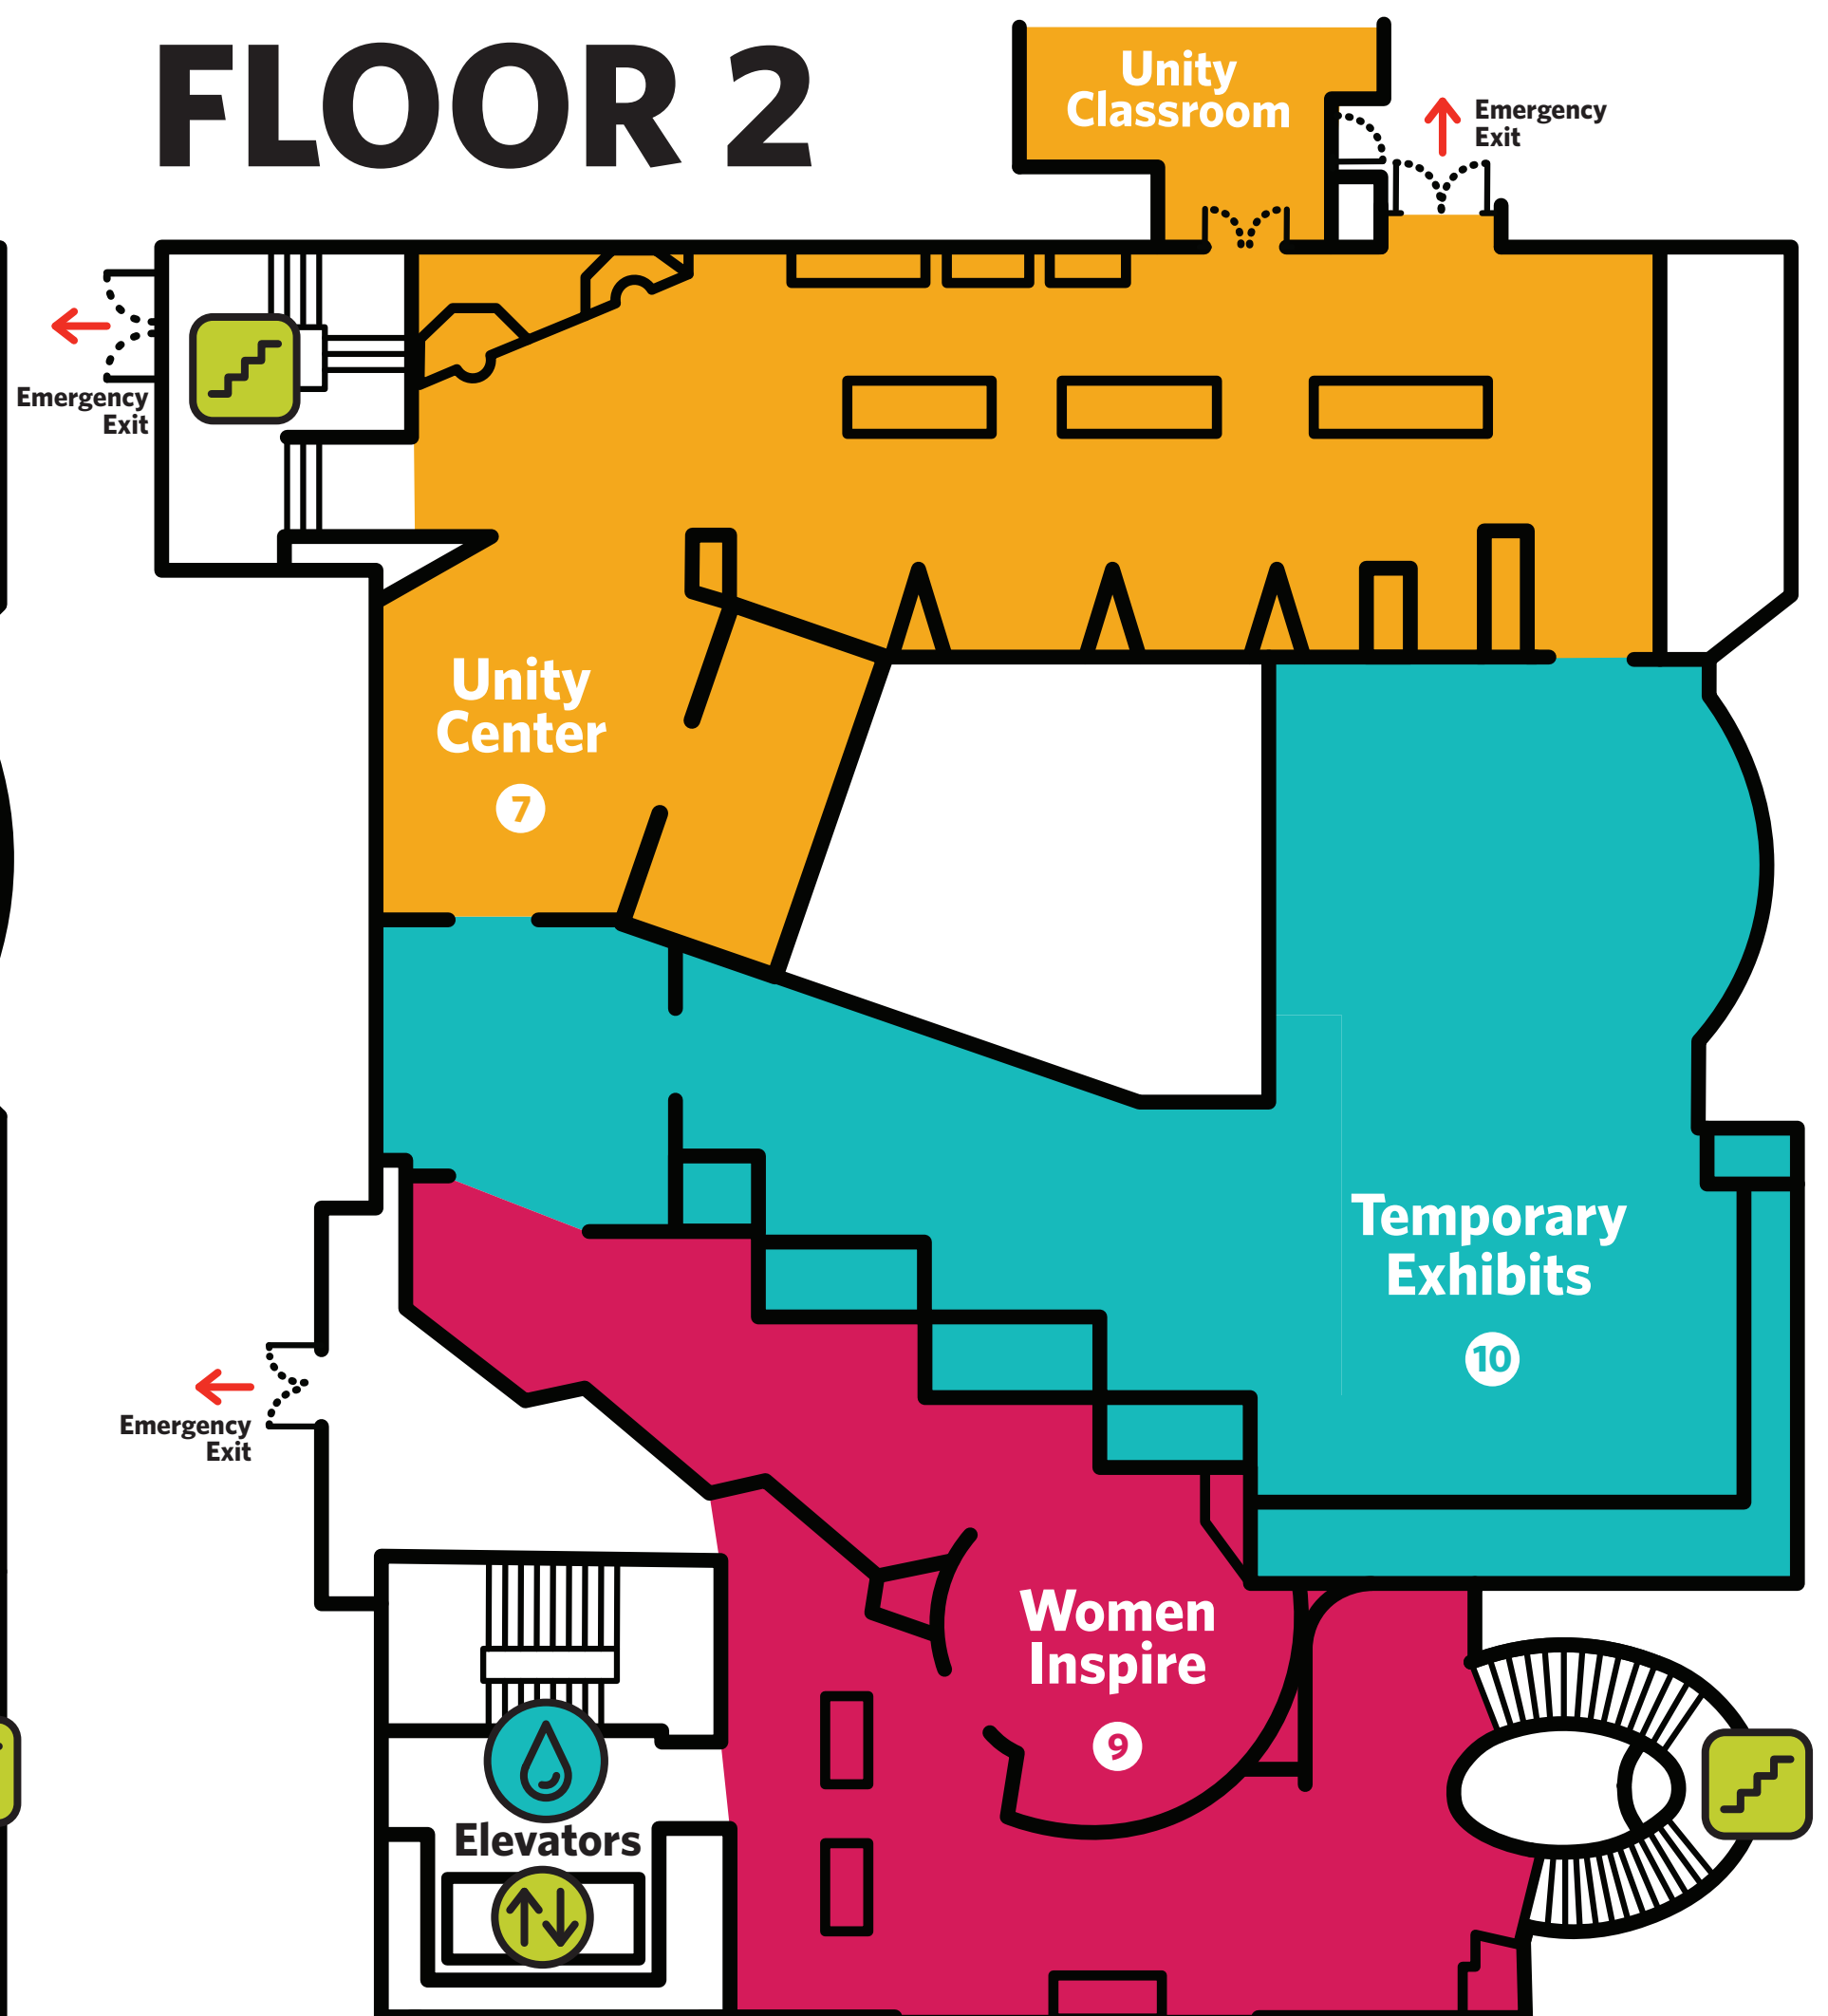 FLOOR 2
Unity
Classroom
Emergency
Exit
Emergency
Exit
Unity
Center
7
Temporary
Exhibits
10
Emergency
Exit
Women
Inspire
9
Elevators